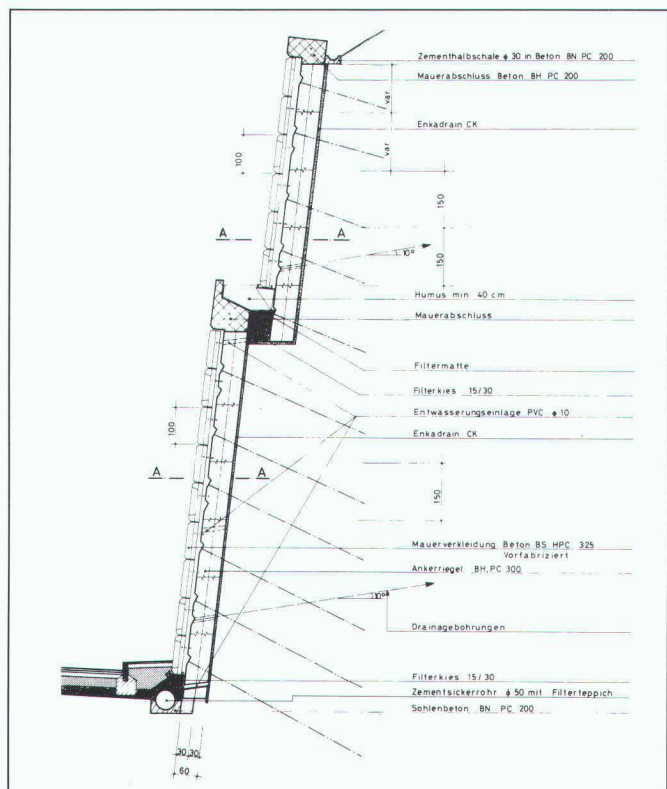 Zementhalbschale ϕ 30 in Beton BN PC 200
Mauerabschluss Beton BH PC 200
var
Enkadrain CK
var
100
150
A A
10°
150
Humus min 40 cm
Mauerabschluss
Filtermatte
Filterkies 15/30
Entwasserungseinlage PVC ϕ 10
100
Enkadrain CK
A A
150
Mauerverkleidung Beton BS HPC 325
Vorfabriziert
Ankerriegel BH, PC 300
10°
Drainagebohrungen
Filterkies 15/30
Zementsickerrohr ϕ 50 mit Filterteppich
Sohlenbeton BN PC 200
30 30
60